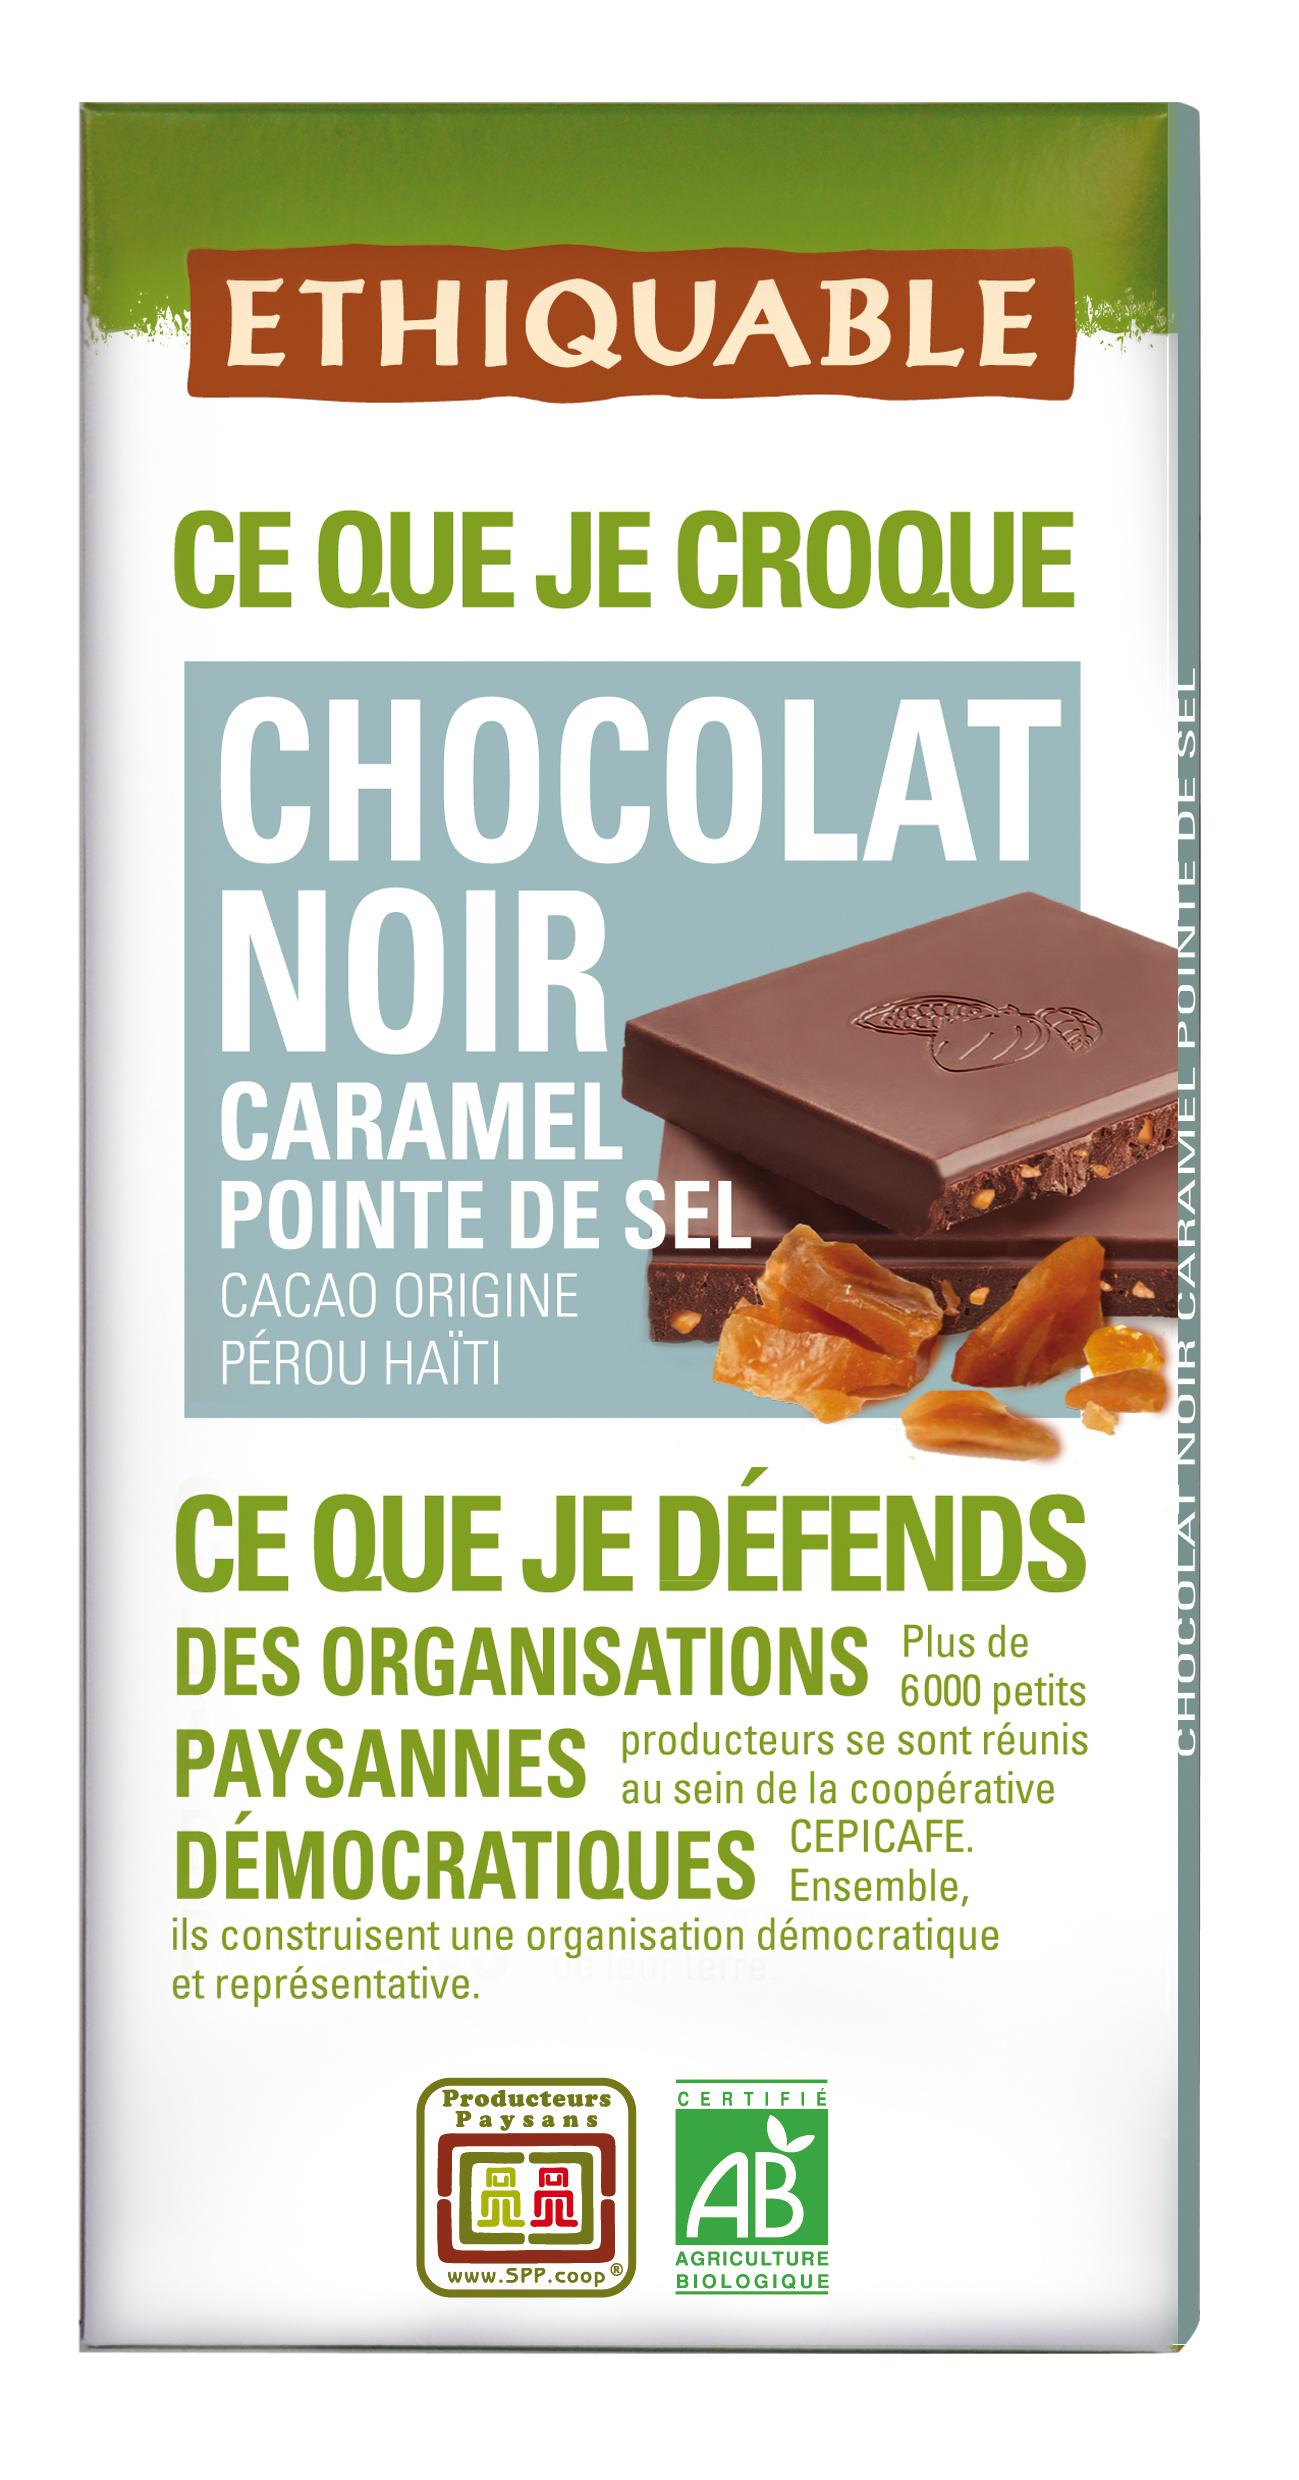 ETHIQUABLE
CE QUE JE CROQUE
CHOCOLAT
NOIR
CARAMEL
POINTE DE SEL
CACAO ORIGINE
PÉROU HAÏTI
CE QUE JE DÉFENDS
DES ORGANISATIONS
PAYSANNES
DÉMOCRATIQUES
Plus de
6000 petits
producteurs se sont réunis
au sein de la coopérative
CEPICAFE.
Ensemble,
ils construisent une organisation démocratique
et représentative.
de leur terre.
Producteurs
Paysans
www.SPP.coop®
CERTIFIÉ
AB
AGRICULTURE
BIOLOGIQUE
CHOCOLAT NOIR CARAMEL POINTE DE SEL